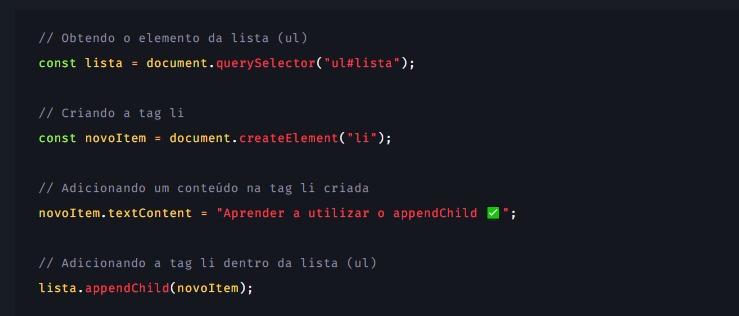 // Obtendo o elemento da lista (ul)
const lista = document.querySelector("ul#lista");
// Criando a tag li
const novoItem = document.createElement("li");
// Adicionando um conteúdo na tag li criada
novoItem.textContent = "Aprender a utilizar o appendChild ✅";
// Adicionando a tag li dentro da lista (ul)
lista.appendChild(novoItem);